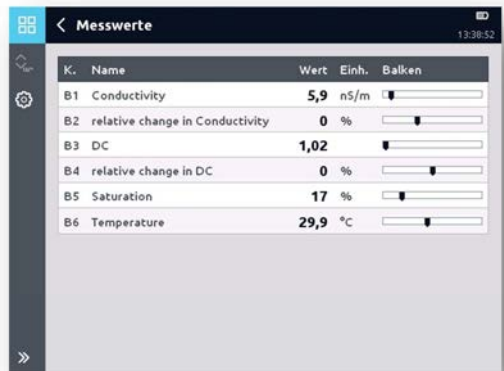 Messwerte
13:38:52
K. Name Wert Einh. Balken
B1 Conductivity 5,9 nS/m
B2 relative change in Conductivity 0 %
B3 DC 1,02
B4 relative change in DC 0 %
B5 Saturation 17 %
B6 Temperature 29,9 °C